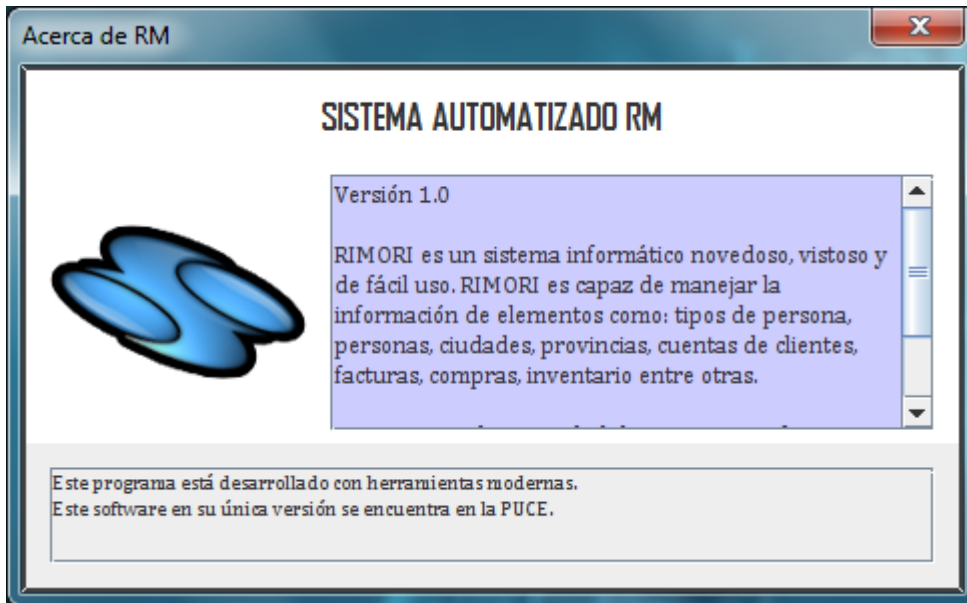 Acerca de RM
SISTEMA AUTOMATIZADO RM
Versión 1.0
RIMORI es un sistema informático novedoso, vistoso y
de fácil uso. RIMORI es capaz de manejar la
información de elementos como: tipos de persona,
personas, ciudades, provincias, cuentas de clientes,
facturas, compras, inventario entre otras.
Este programa está desarrollado con herramientas modernas.
Este software en su única versión se encuentra en la PUCE.